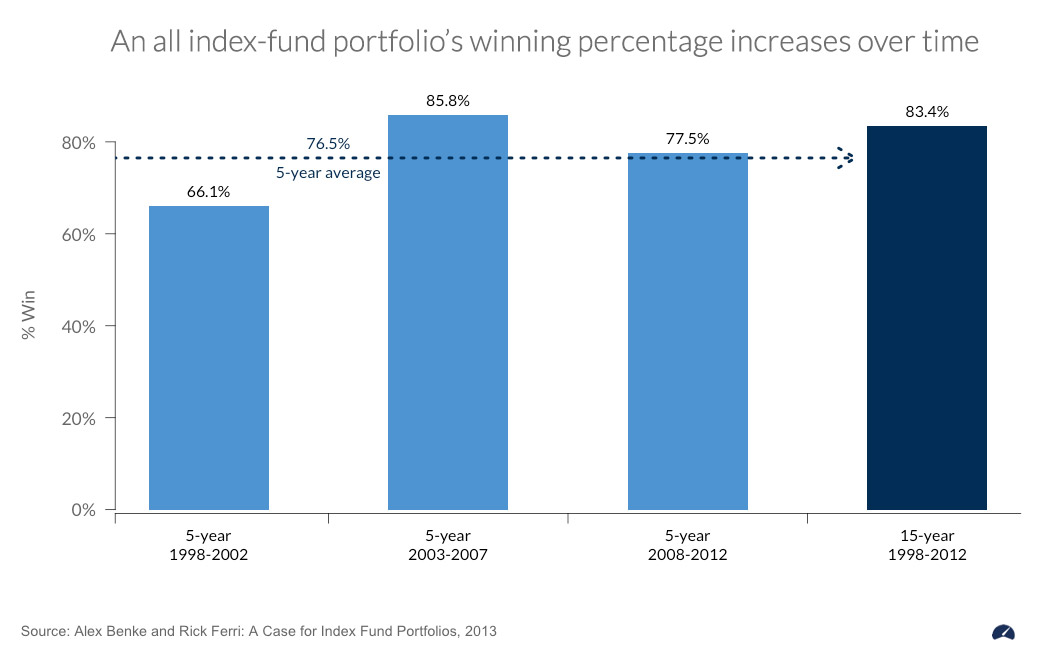 An all index-fund portfolio’s winning percentage increases over time
% Win
80%
60%
40%
20%
0%
76.5%
5-year average
66.1%
85.8%
77.5%
83.4%
5-year
1998-2002
5-year
2003-2007
5-year
2008-2012
15-year
1998-2012
Source: Alex Benke and Rick Ferri: A Case for Index Fund Portfolios, 2013